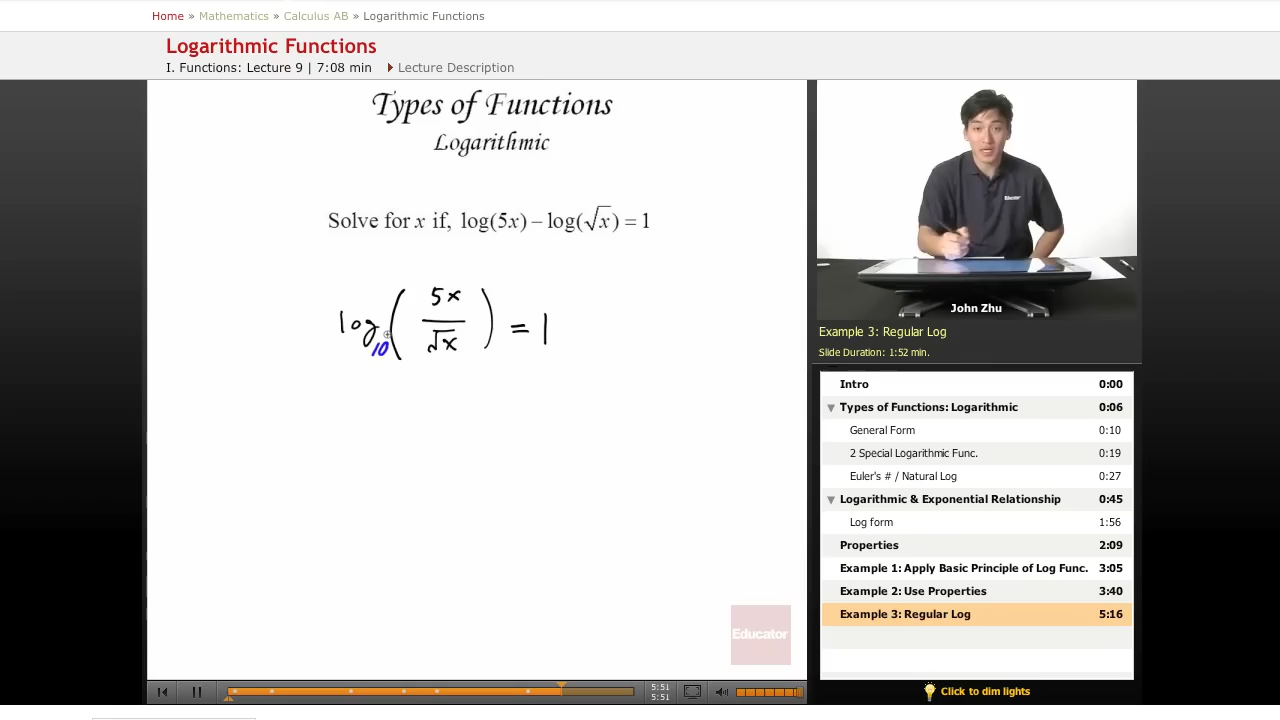 Home » Mathematics » Calculus AB » Logarithmic Functions
Logarithmic Functions
I. Functions: Lecture 9 | 7:08 min Lecture Description
Types of Functions
Logarithmic
Solve for x if, log(5x) – log(√x) = 1
log₁₀(5x/√x) = 1
Educator
Educator
John Zhu
Example 3: Regular Log
Slide Duration: 1:52 min.
Intro 0:00
▼ Types of Functions: Logarithmic 0:06
General Form 0:10
2 Special Logarithmic Func. 0:19
Euler's # / Natural Log 0:27
▼ Logarithmic & Exponential Relationship 0:45
Log form 1:56
Properties 2:09
Example 1: Apply Basic Principle of Log Func. 3:05
Example 2: Use Properties 3:40
Example 3: Regular Log 5:16
5:51
5:51
Click to dim lights